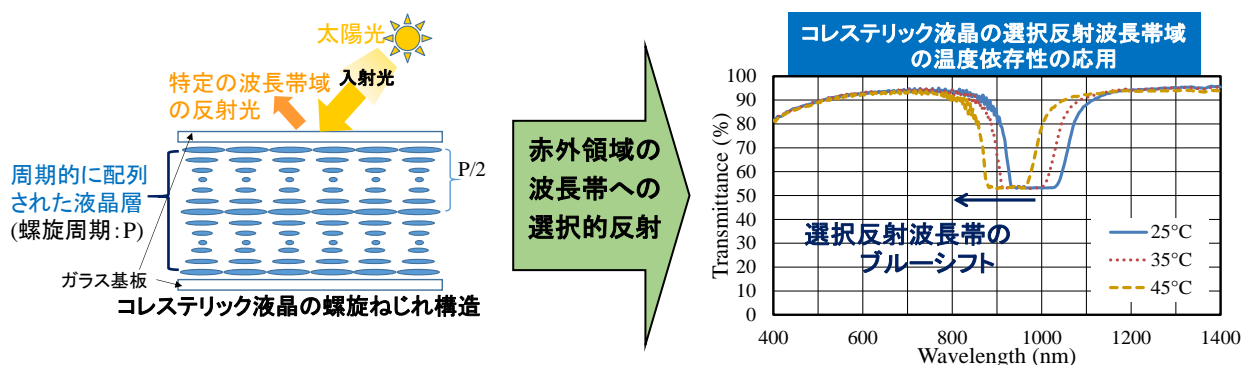 太陽光
入射光
特定の波長帯域
の反射光
周期的に配列
された液晶層
(螺旋周期:P)
P/2
ガラス基板
コレステリック液晶の螺旋ねじれ構造
赤外領域の
波長帯への
選択的反射
コレステリック液晶の選択反射波長帯域
の温度依存性の応用
Transmittance (%)
100
90
80
70
60
50
40
30
20
10
0
選択反射波長帯の
ブルーシフト
25°C
35°C
45°C
400
600
800
1000
1200
1400
Wavelength (nm)